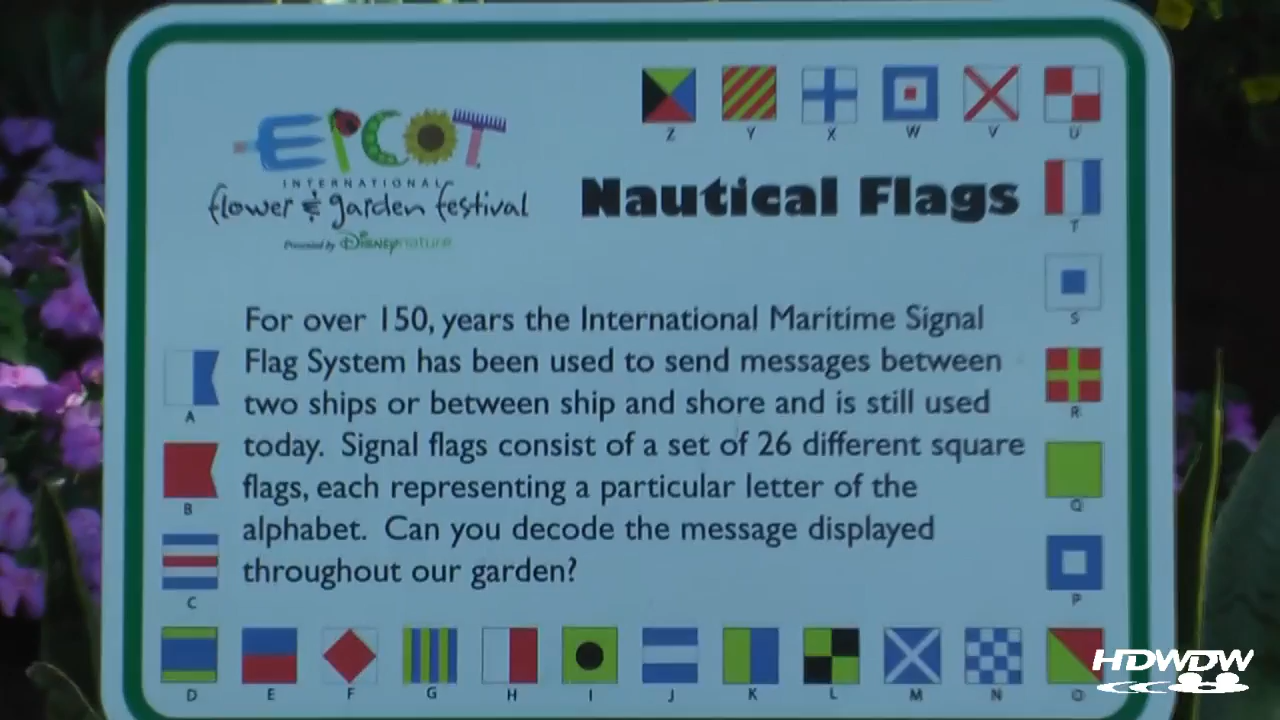 Z Y X W V U
EPCOT
INTERNATIONAL
flower & garden festival
Presented by Disneynature
Nautical Flags
T
S
R
Q
P
For over 150, years the International Maritime Signal
Flag System has been used to send messages between
two ships or between ship and shore and is still used
today. Signal flags consist of a set of 26 different square
flags, each representing a particular letter of the
alphabet. Can you decode the message displayed
throughout our garden?
A
B
C
D E F G H I J K L M N O
HDWDW